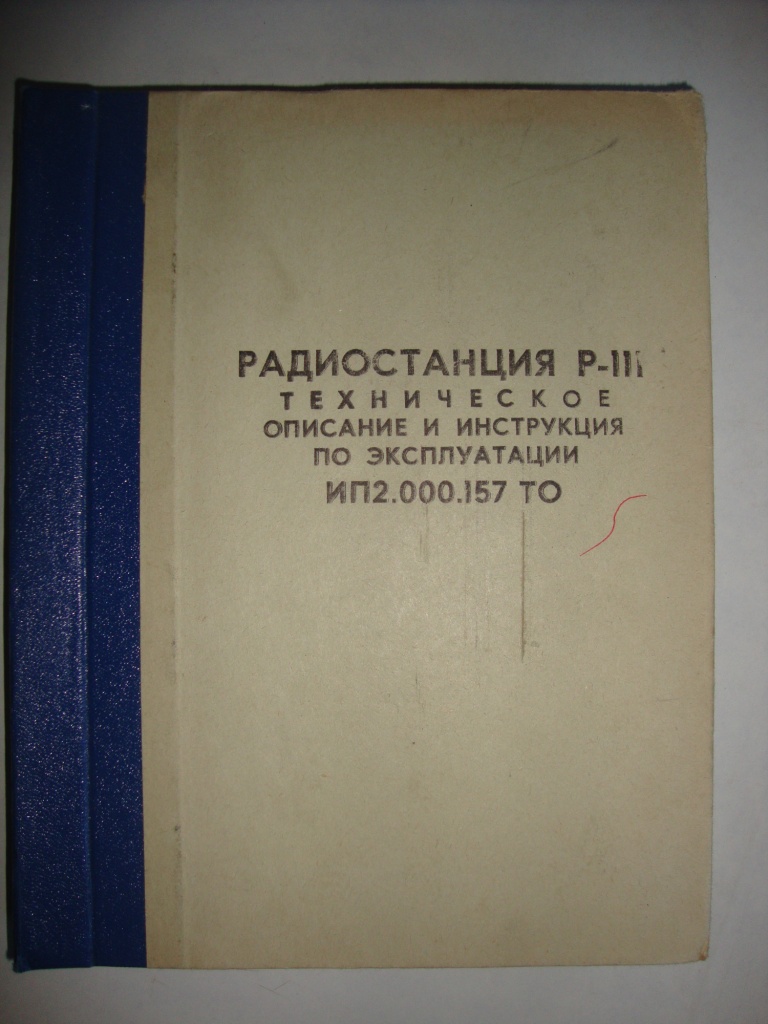 РАДИОСТАНЦИЯ Р-111
ТЕХНИЧЕСКОЕ
ОПИСАНИЕ И ИНСТРУКЦИЯ
ПО ЭКСПЛУАТАЦИИ
ИП2.000.157 ТО